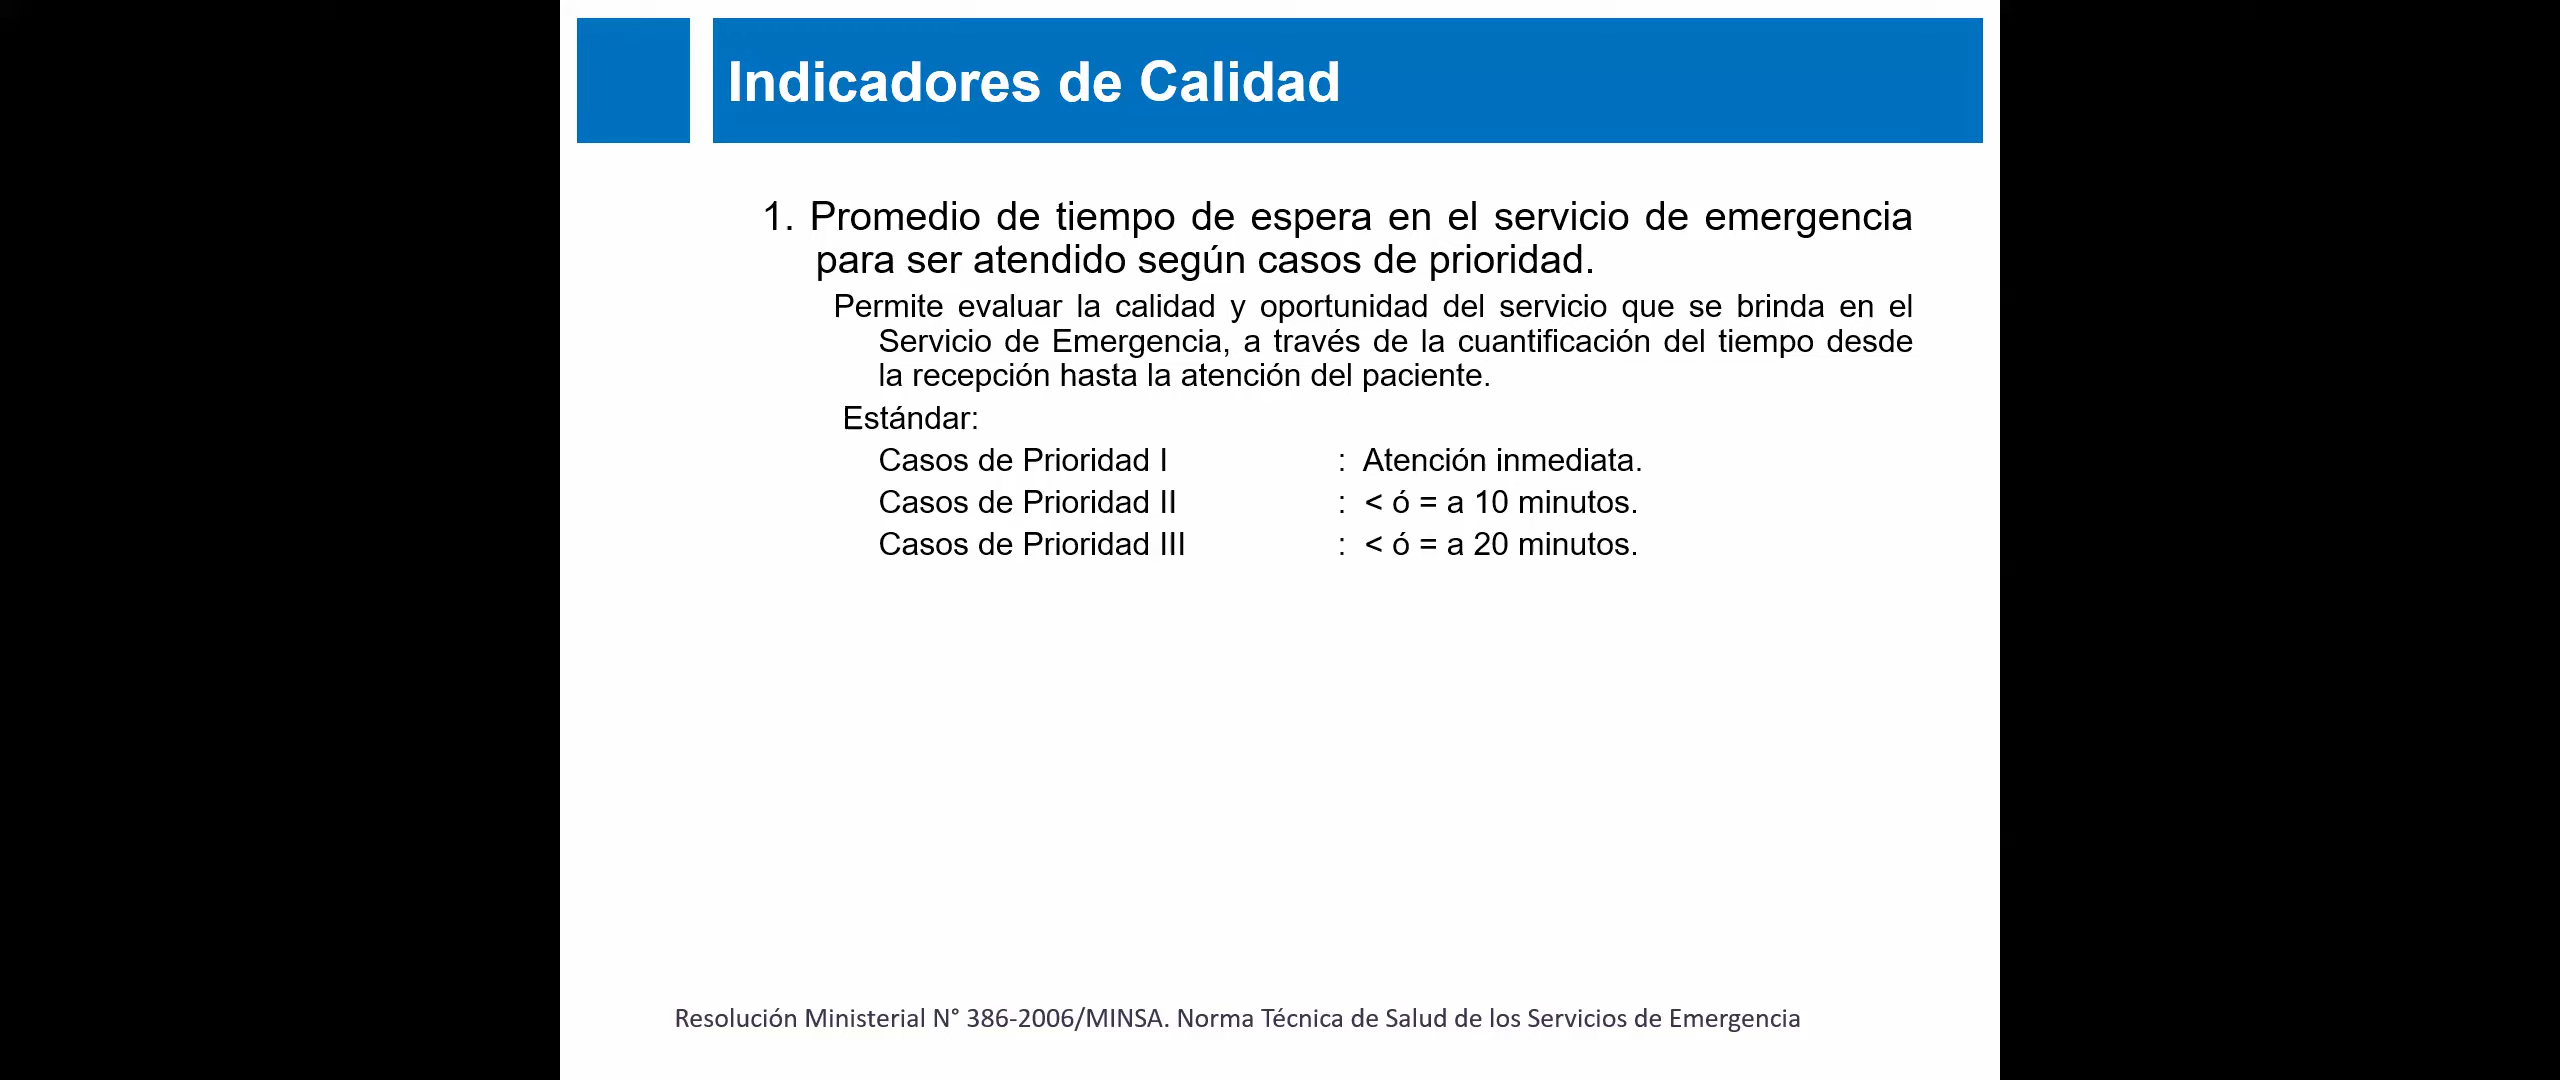 Indicadores de Calidad
1. Promedio de tiempo de espera en el servicio de emergencia
para ser atendido según casos de prioridad.
Permite evaluar la calidad y oportunidad del servicio que se brinda en el
Servicio de Emergencia, a través de la cuantificación del tiempo desde
la recepción hasta la atención del paciente.
Estándar:
Casos de Prioridad I : Atención inmediata.
Casos de Prioridad II : < ó = a 10 minutos.
Casos de Prioridad III : < ó = a 20 minutos.
Resolución Ministerial N° 386-2006/MINSA. Norma Técnica de Salud de los Servicios de Emergencia